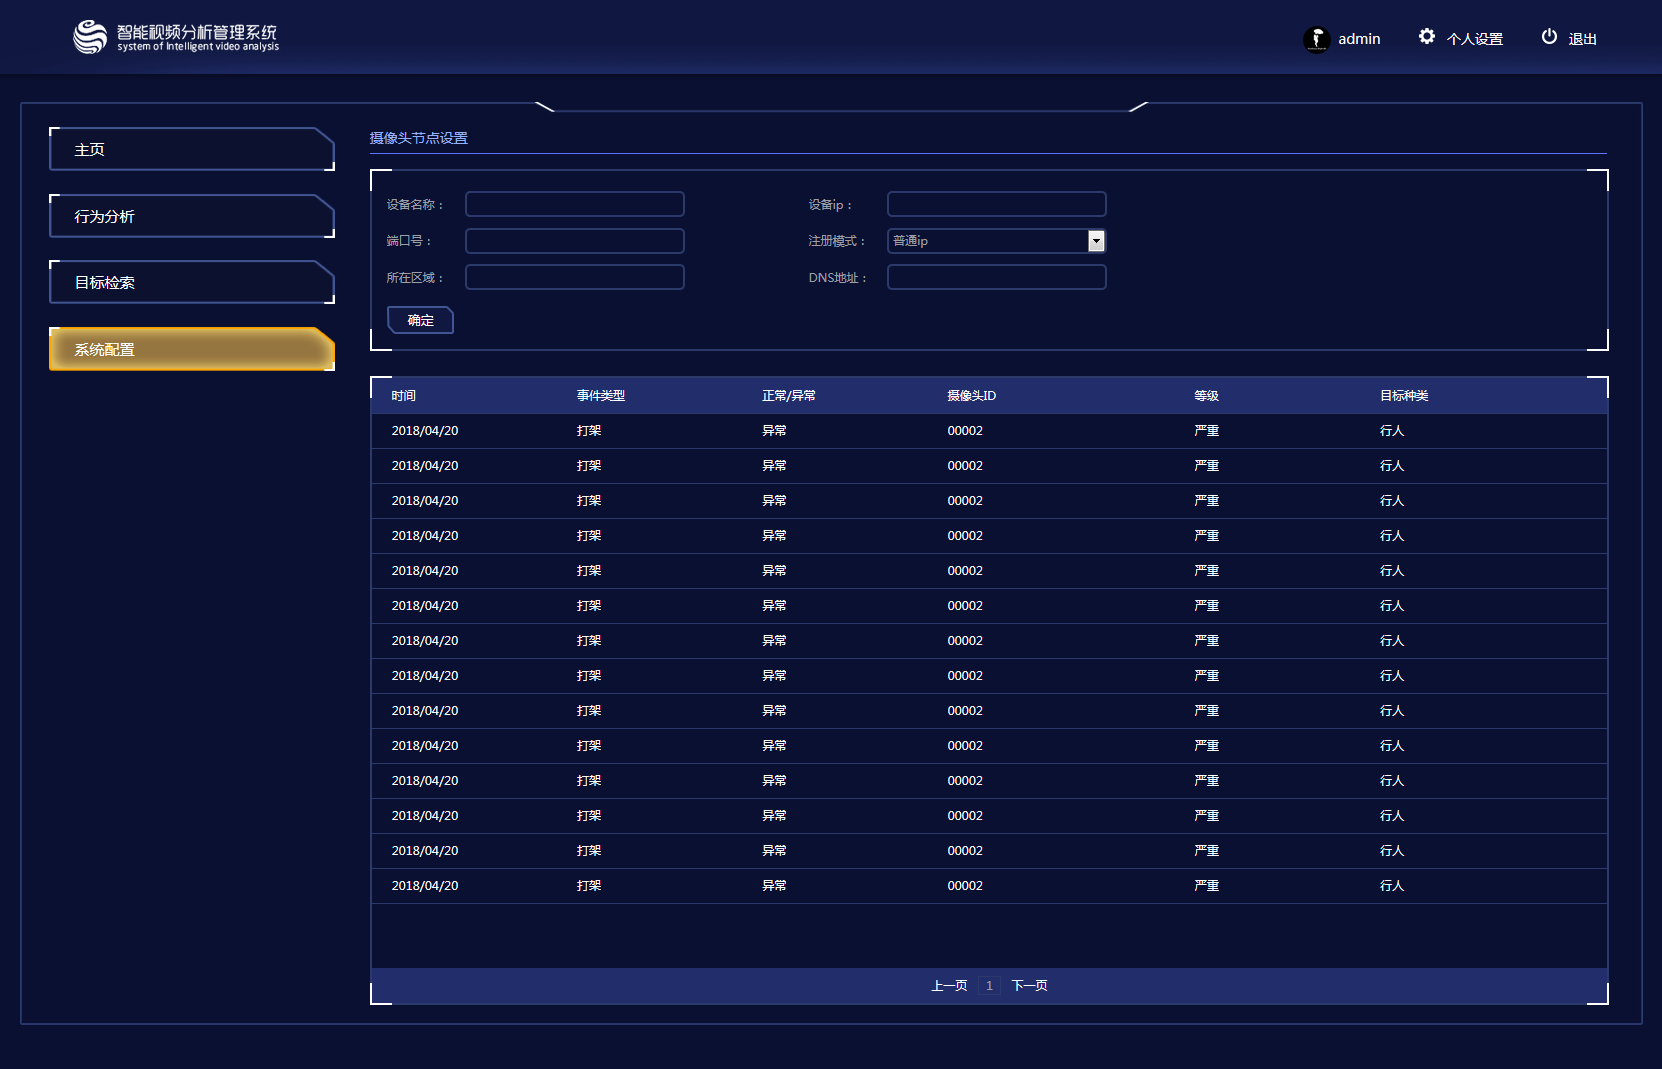 智能视频分析管理系统
system of Intelligent video analysis
admin 个人设置 退出
主页
行为分析
目标检索
系统配置
摄像头节点设置
设备名称： 设备ip：
端口号： 注册模式： 普通ip
所在区域： DNS地址：
确定
时间 事件类型 正常/异常 摄像头ID 等级 目标种类
2018/04/20 打架 异常 00002 严重 行人
2018/04/20 打架 异常 00002 严重 行人
2018/04/20 打架 异常 00002 严重 行人
2018/04/20 打架 异常 00002 严重 行人
2018/04/20 打架 异常 00002 严重 行人
2018/04/20 打架 异常 00002 严重 行人
2018/04/20 打架 异常 00002 严重 行人
2018/04/20 打架 异常 00002 严重 行人
2018/04/20 打架 异常 00002 严重 行人
2018/04/20 打架 异常 00002 严重 行人
2018/04/20 打架 异常 00002 严重 行人
2018/04/20 打架 异常 00002 严重 行人
2018/04/20 打架 异常 00002 严重 行人
2018/04/20 打架 异常 00002 严重 行人
上一页 1 下一页